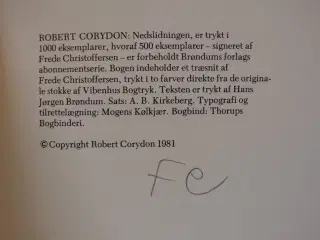 ROBERT CORYDON: Nedslidningen, er trykt i
1000 eksemplarer, hvoraf 500 eksemplarer – signeret af
Frede Christoffersen – er forbeholdt Brøndums forlags
abonnementserie. Bogen indeholder et træsnit af
Frede Christoffersen, trykt i to farver direkte fra de origina-
le stokke af Vibenhus Bogtryk. Teksten er trykt af Hans
Jørgen Brøndum. Sats: A. B. Kirkeberg. Typografi og
tilrettelægning: Mogens Kølkjær. Bogbind: Thorups
Bogbinderi.
© Copyright Robert Corydon 1981
FC